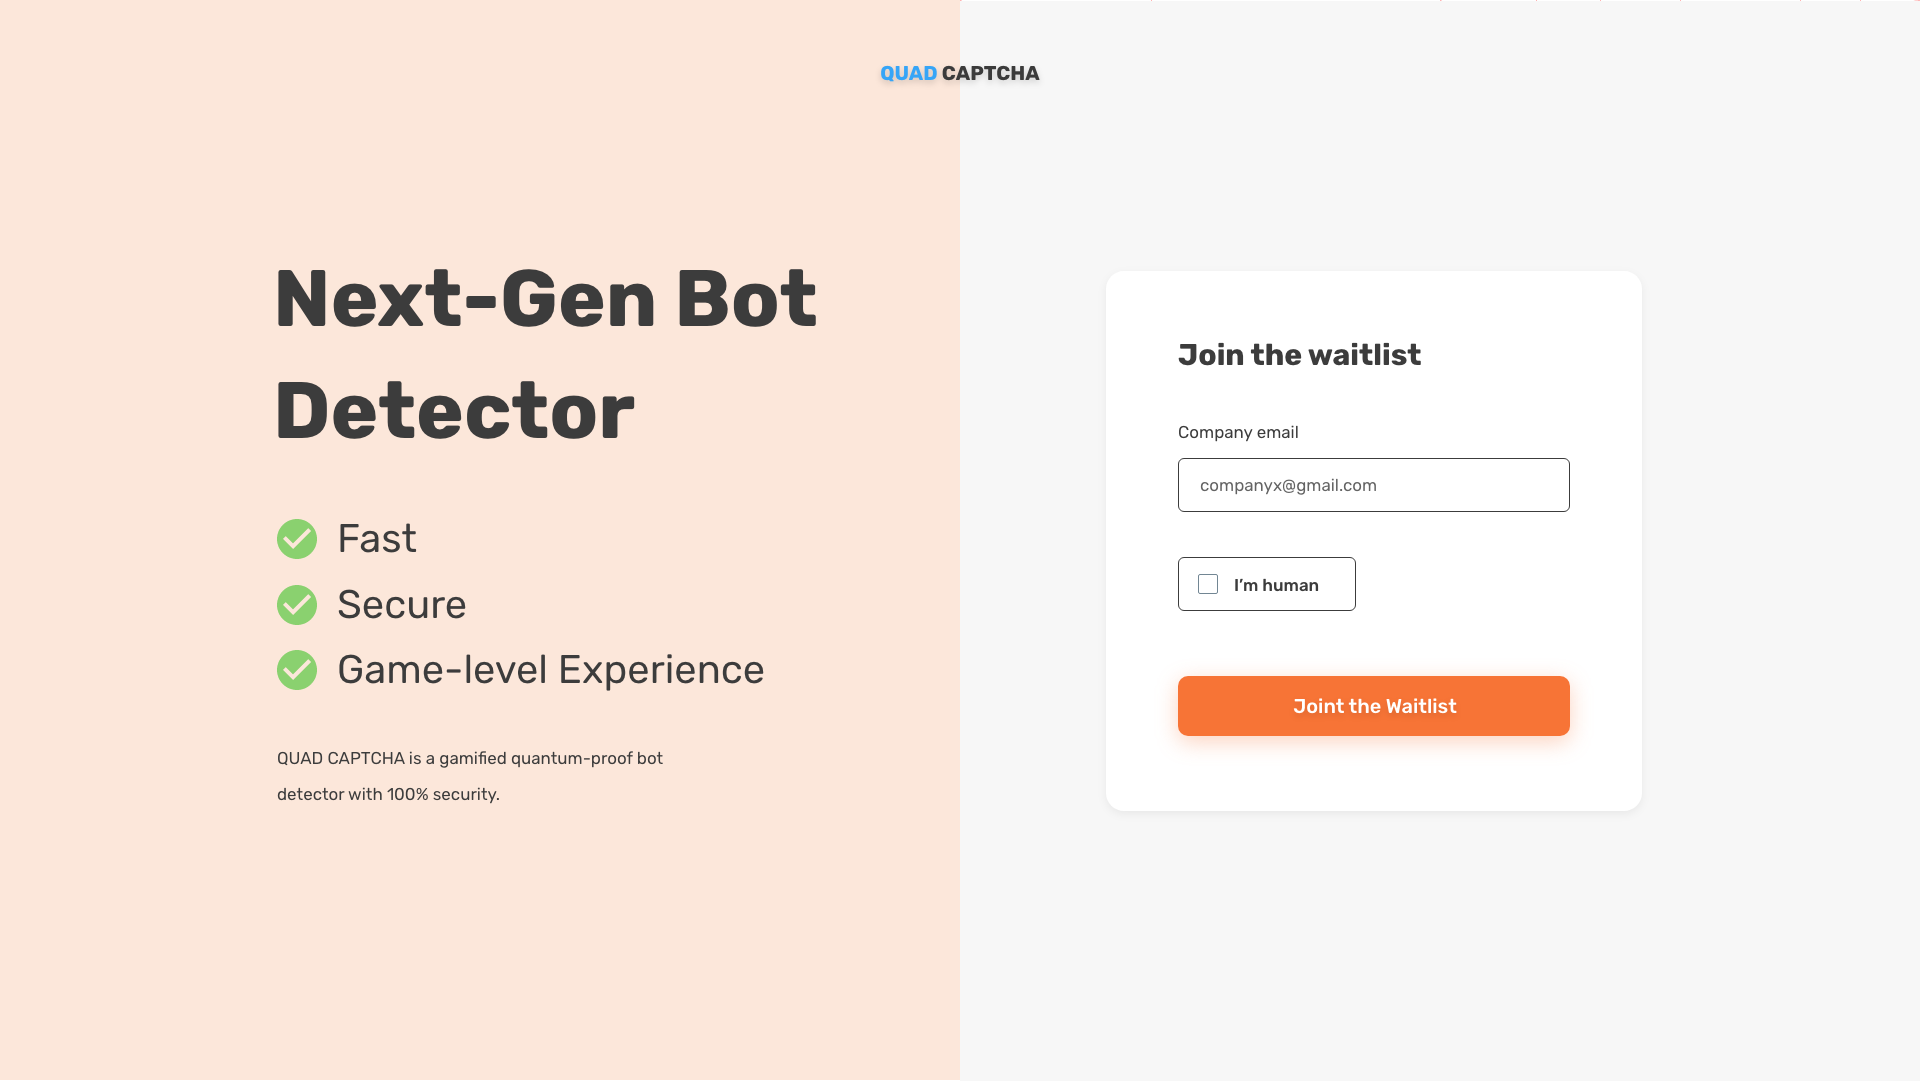 QUAD CAPTCHA
Next-Gen Bot
Detector
Fast
Secure
Game-level Experience
QUAD CAPTCHA is a gamified quantum-proof bot
detector with 100% security.
Join the waitlist
Company email
companyx@gmail.com
I’m human
Joint the Waitlist